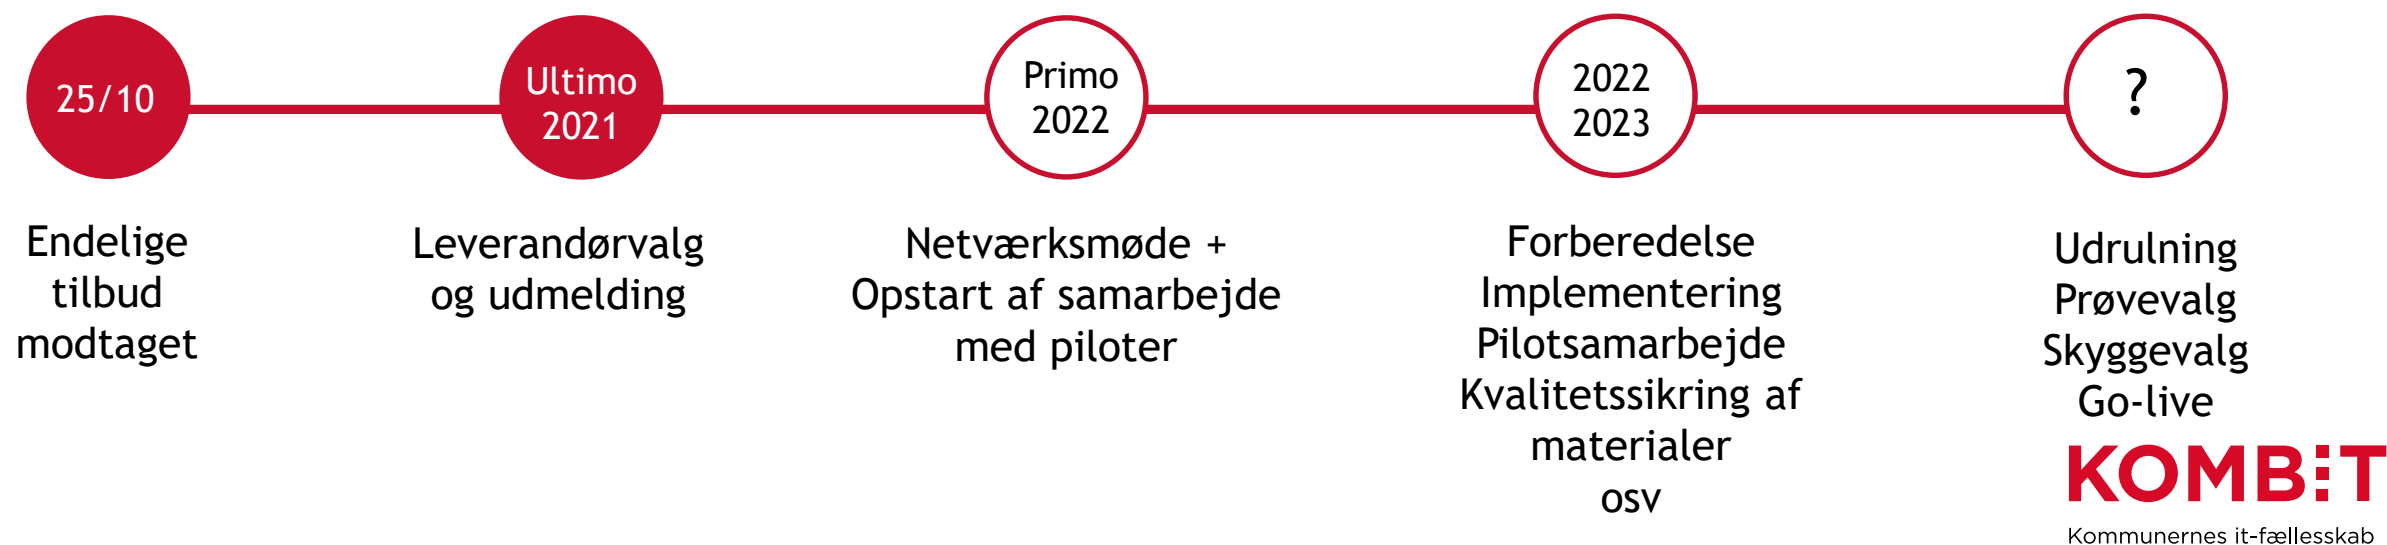 25/10
Endelige
tilbud
modtaget
Ultimo
2021
Leverandørvalg
og udmelding
Primo
2022
Netværksmøde +
Opstart af samarbejde
med piloter
2022
2023
Forberedelse
Implementering
Pilotsamarbejde
Kvalitetssikring af
materialer
osv
?
Udrulning
Prøvevalg
Skyggevalg
Go-live
KOMBIT
Kommunernes it-fællesskab